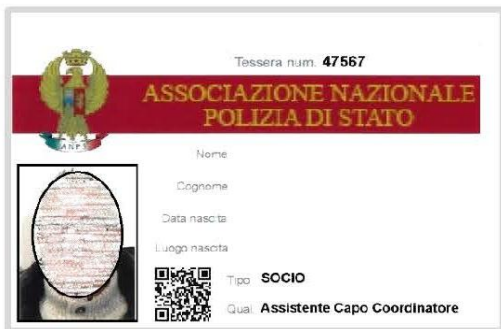 Tessera num. 47567
ASSOCIAZIONE NAZIONALE
POLIZIA DI STATO
ANPS
Nome
Cognome
Data nascita
Luogo nascita
Tipo SOCIO
Qual Assistente Capo Coordinatore